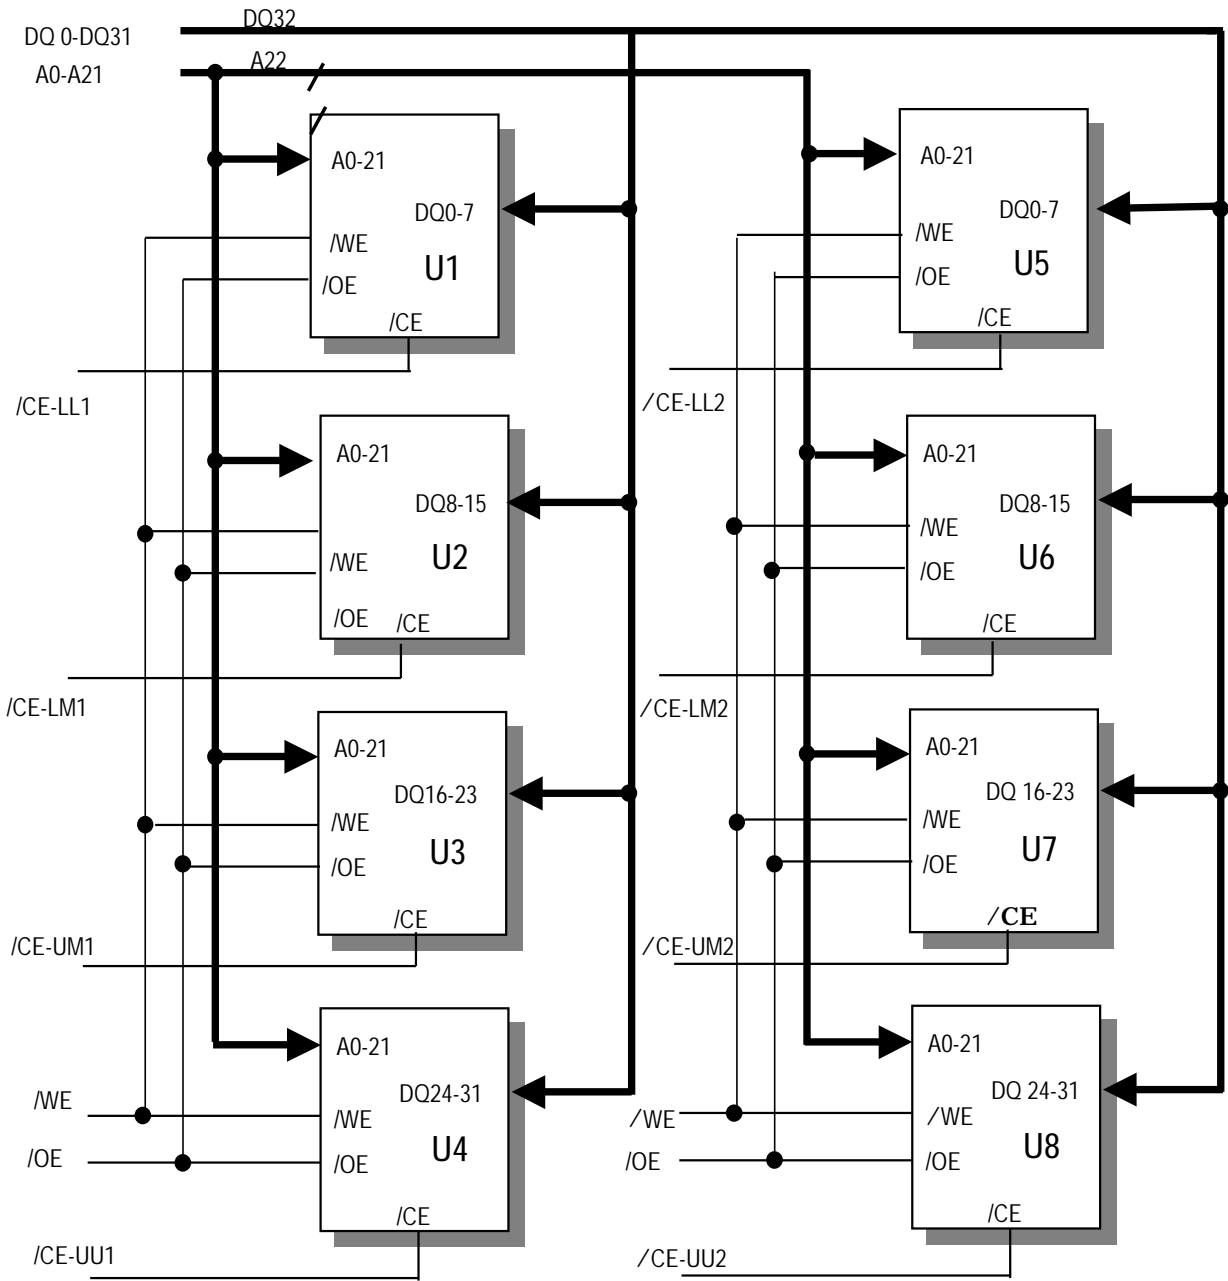 DQ 0-DQ31
DQ32
A0-A21
A22
A0-21
DQ0-7
/WE
U1
/OE
/CE
/CE-LL1
A0-21
DQ8-15
/WE
U2
/OE
/CE
/CE-LM1
A0-21
DQ16-23
/WE
U3
/OE
/CE
/CE-UM1
A0-21
DQ24-31
/WE
/WE
U4
/OE
/OE
/CE
/CE-UU1
A0-21
DQ0-7
/WE
U5
/OE
/CE
/CE-LL2
A0-21
DQ8-15
/WE
U6
/OE
/CE
/CE-LM2
A0-21
DQ 16-23
/WE
U7
/OE
/CE
/CE-UM2
A0-21
DQ 24-31
/WE
/WE
U8
/OE
/OE
/CE
/CE-UU2